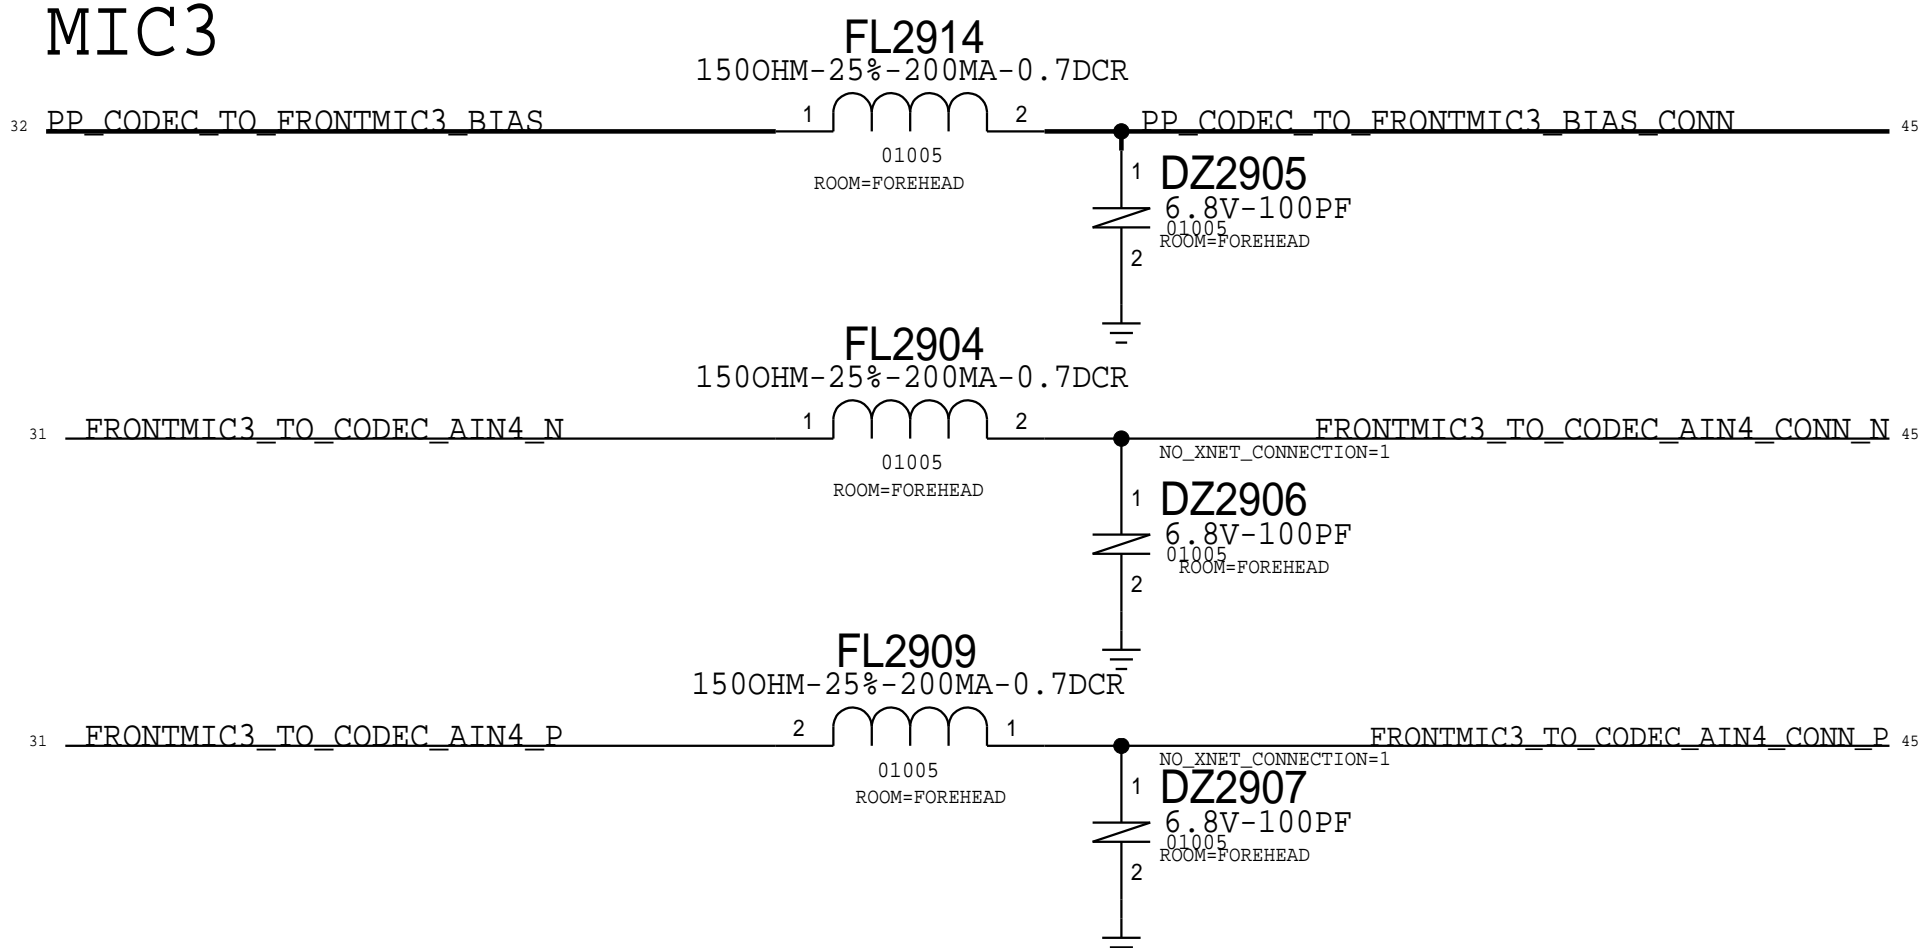 MIC3
FL2914
150OHM-25%-200MA-0.7DCR
32 PP_CODEC_TO_FRONTMIC3_BIAS 1 2 PP_CODEC_TO_FRONTMIC3_BIAS_CONN 45
01005
ROOM=FOREHEAD
1 DZ2905
6.8V-100PF
01005
ROOM=FOREHEAD
2
FL2904
150OHM-25%-200MA-0.7DCR
31 FRONTMIC3_TO_CODEC_AIN4_N 1 2 FRONTMIC3_TO_CODEC_AIN4_CONN_N 45
NO_XNET_CONNECTION=1
01005
ROOM=FOREHEAD
1 DZ2906
6.8V-100PF
01005
ROOM=FOREHEAD
2
FL2909
150OHM-25%-200MA-0.7DCR
31 FRONTMIC3_TO_CODEC_AIN4_P 2 1 FRONTMIC3_TO_CODEC_AIN4_CONN_P 45
NO_XNET_CONNECTION=1
01005
ROOM=FOREHEAD
1 DZ2907
6.8V-100PF
01005
ROOM=FOREHEAD
2